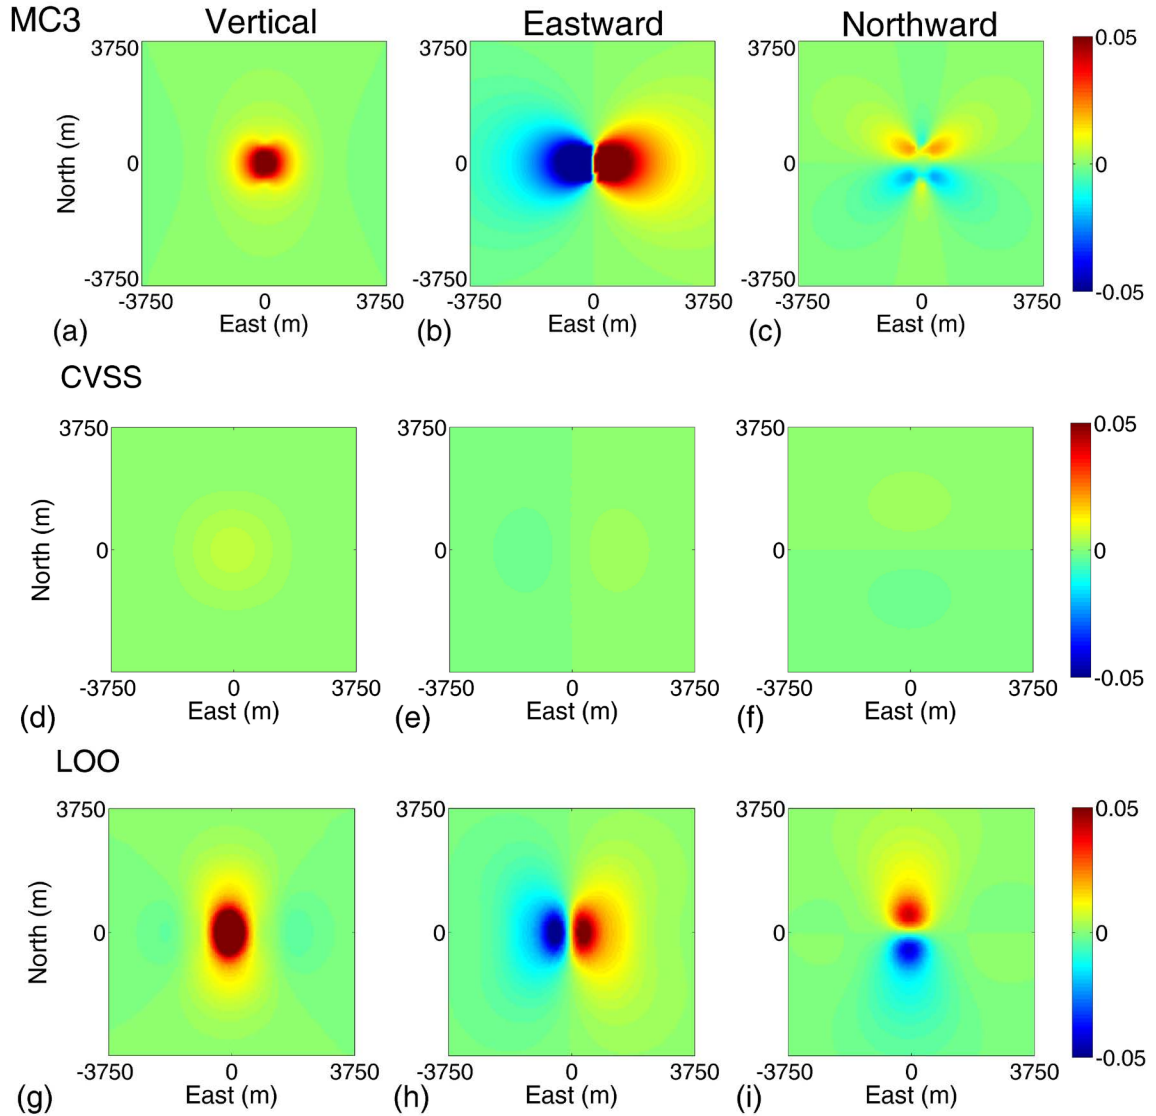 MC3 Vertical Eastward Northward
3750 3750 3750 0.05
North (m) 0 0 0 0
-3750 -3750 -3750 -0.05
-3750 0 3750 -3750 0 3750 -3750 0 3750
(a) East (m) (b) East (m) (c) East (m)
CVSS
3750 3750 3750 0.05
North (m) 0 0 0 0
-0.05
-3750 0 3750 -3750 0 3750 -3750 0 3750
(d) East (m) (e) East (m) (f) East (m)
LOO
3750 3750 3750 0.05
North (m) 0 0 0 0
-0.05
-3750 0 3750 -3750 0 3750 -3750 0 3750
(g) East (m) (h) East (m) (i) East (m)